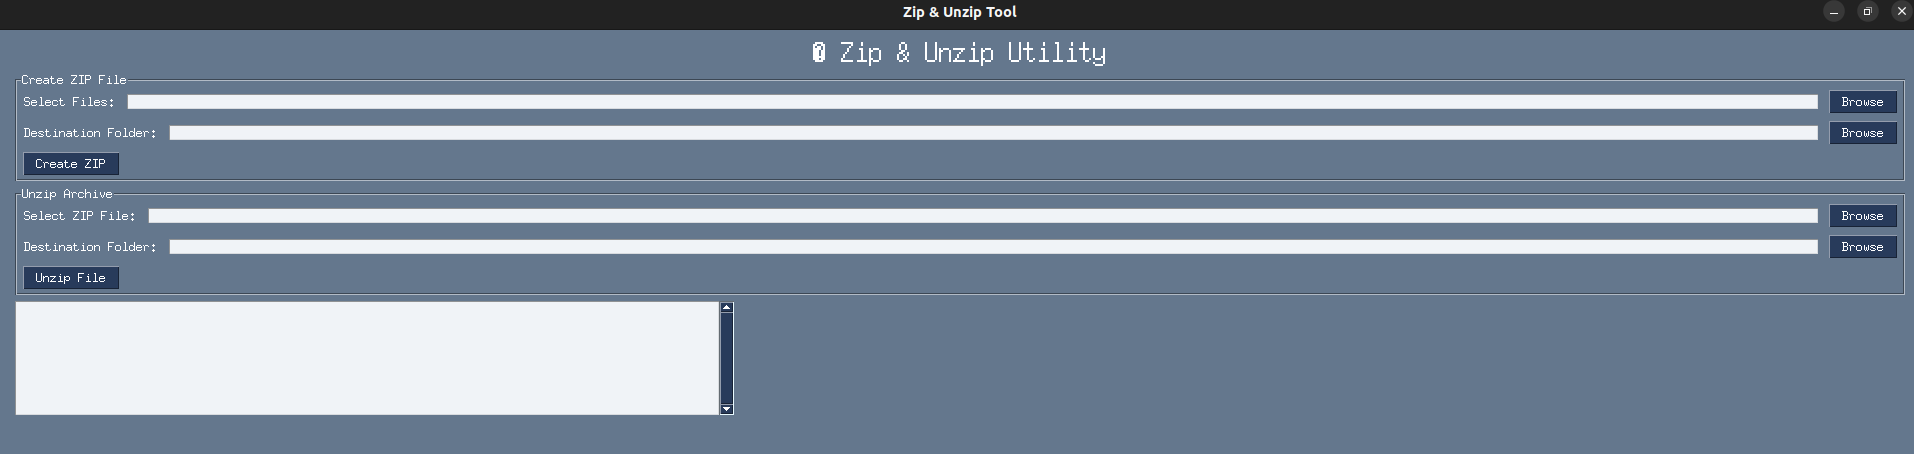 Zip & Unzip Tool
Zip & Unzip Utility
Create ZIP File
Select Files: Browse
Destination Folder: Browse
Create ZIP
Unzip Archive
Select ZIP File: Browse
Destination Folder: Browse
Unzip File